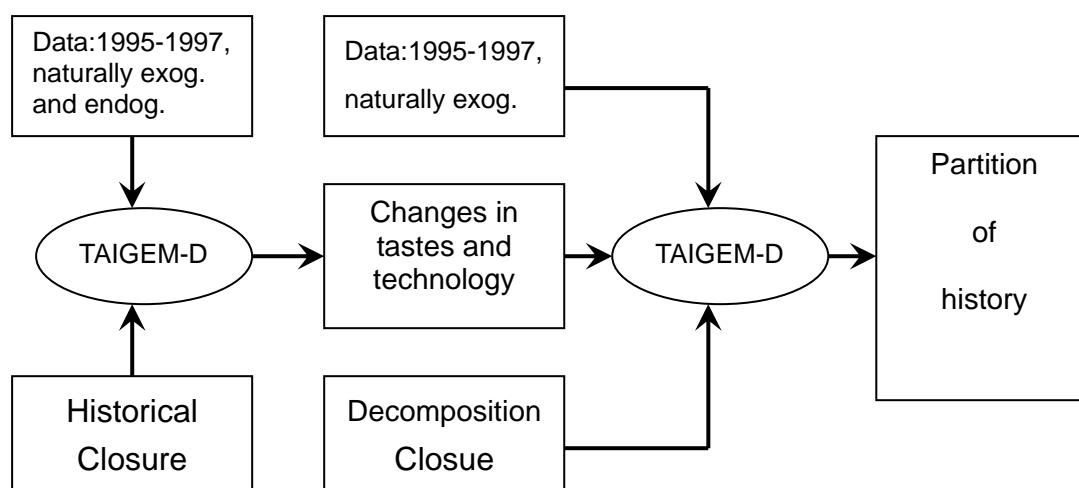 Data:1995-1997,
naturally exog.
and endog.
Data:1995-1997,
naturally exog.
TAIGEM-D
Changes in
tastes and
technology
TAIGEM-D
Partition
of
history
Historical
Closure
Decomposition
Closue